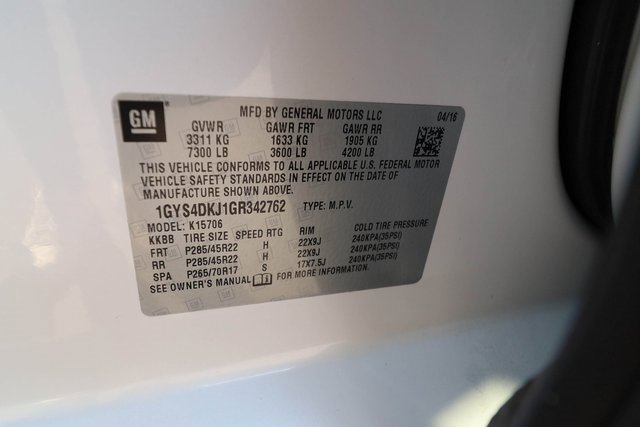 GM
MFD BY GENERAL MOTORS LLC 04/16
GVWR GAWR FRT GAWR RR
3311 KG 1633 KG 1905 KG
7300 LB 3600 LB 4200 LB
THIS VEHICLE CONFORMS TO ALL APPLICABLE U.S. FEDERAL MOTOR
VEHICLE SAFETY STANDARDS IN EFFECT ON THE DATE OF
MANUFACTURE SHOWN ABOVE.
1GYS4DKJ1GR342762 TYPE: M.P.V.
MODEL: K15706
KKBB TIRE SIZE SPEED RTG RIM COLD TIRE PRESSURE
FRT P285/45R22 H 22X9J 240KPA(35PSI)
RR P285/45R22 H 22X9J 240KPA(35PSI)
SPA P265/70R17 S 17X7.5J 240KPA(35PSI)
SEE OWNER'S MANUAL FOR MORE INFORMATION.